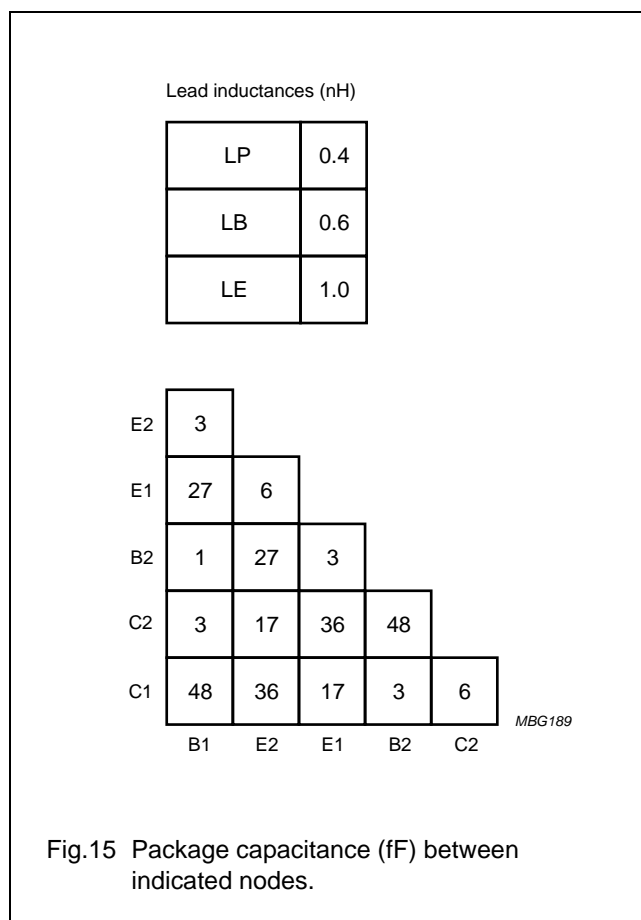 Lead inductances (nH)
LP 0.4
LB 0.6
LE 1.0
E2 3
E1 27 6
B2 1 27 3
C2 3 17 36 48
C1 48 36 17 3 6
MBG189
B1 E2 E1 B2 C2
Fig.15 Package capacitance (fF) between
indicated nodes.